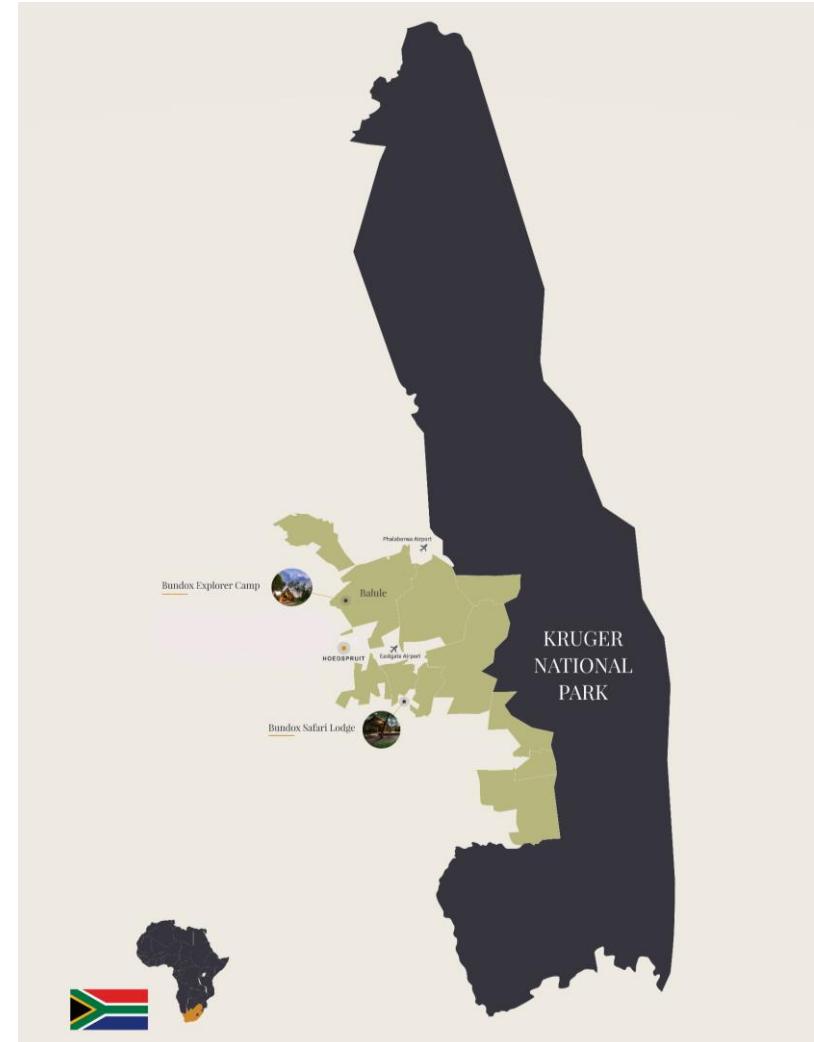 Phalaborwa Airport
Bundox Explorer Camp
Balule
HOEDSPRUIT
Eastgate Airport
KRUGER
NATIONAL
PARK
Bundox Safari Lodge